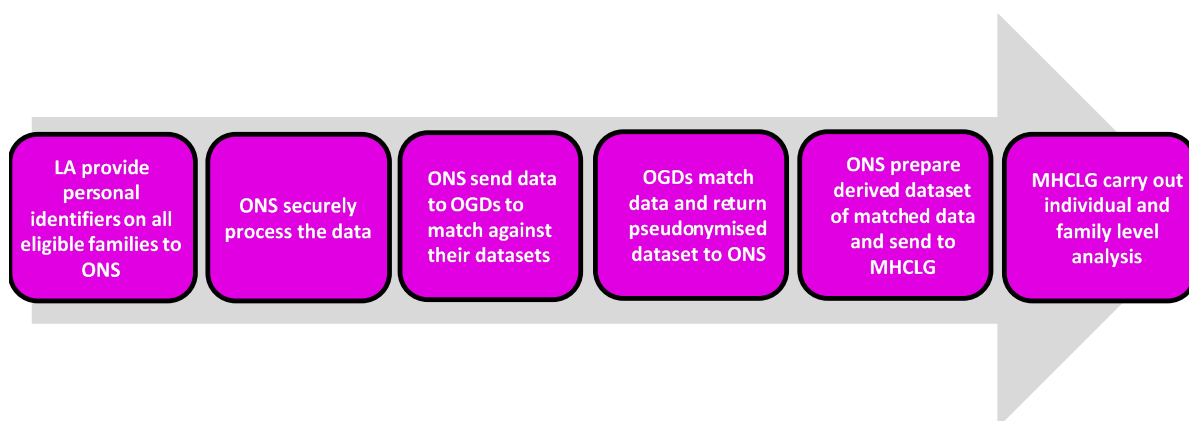 LA provide
personal
identifiers on all
eligible families to
ONS
ONS securely
process the data
ONS send data
to OGDs to
match against
their datasets
OGDs match
data and return
pseudonymised
dataset to ONS
ONS prepare
derived dataset
of matched data
and send to
MHCLG
MHCLG carry out
individual and
family level
analysis